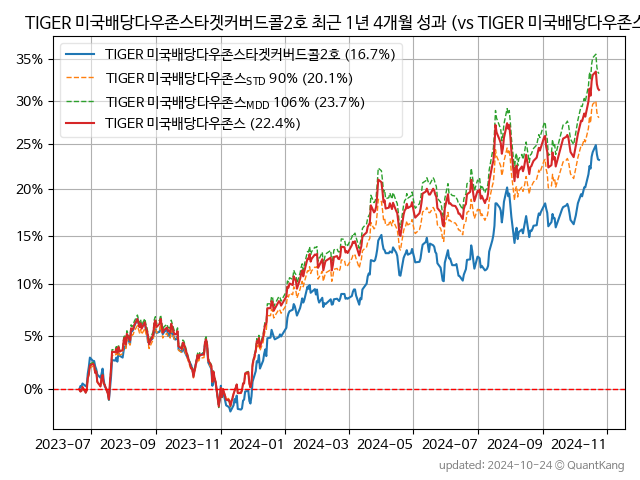 TIGER 미국배당다우존스타겟커버드콜2호 최근 1년 4개월 성과 (vs TIGER 미국배당다우존스
TIGER 미국배당다우존스타겟커버드콜2호 (16.7%)
TIGER 미국배당다우존스STD 90% (20.1%)
TIGER 미국배당다우존스MDD 106% (23.7%)
TIGER 미국배당다우존스 (22.4%)
35%
30%
25%
20%
15%
10%
5%
0%
2023-07 2023-09 2023-11 2024-01 2024-03 2024-05 2024-07 2024-09 2024-11
updated: 2024-10-24 © QuantKang